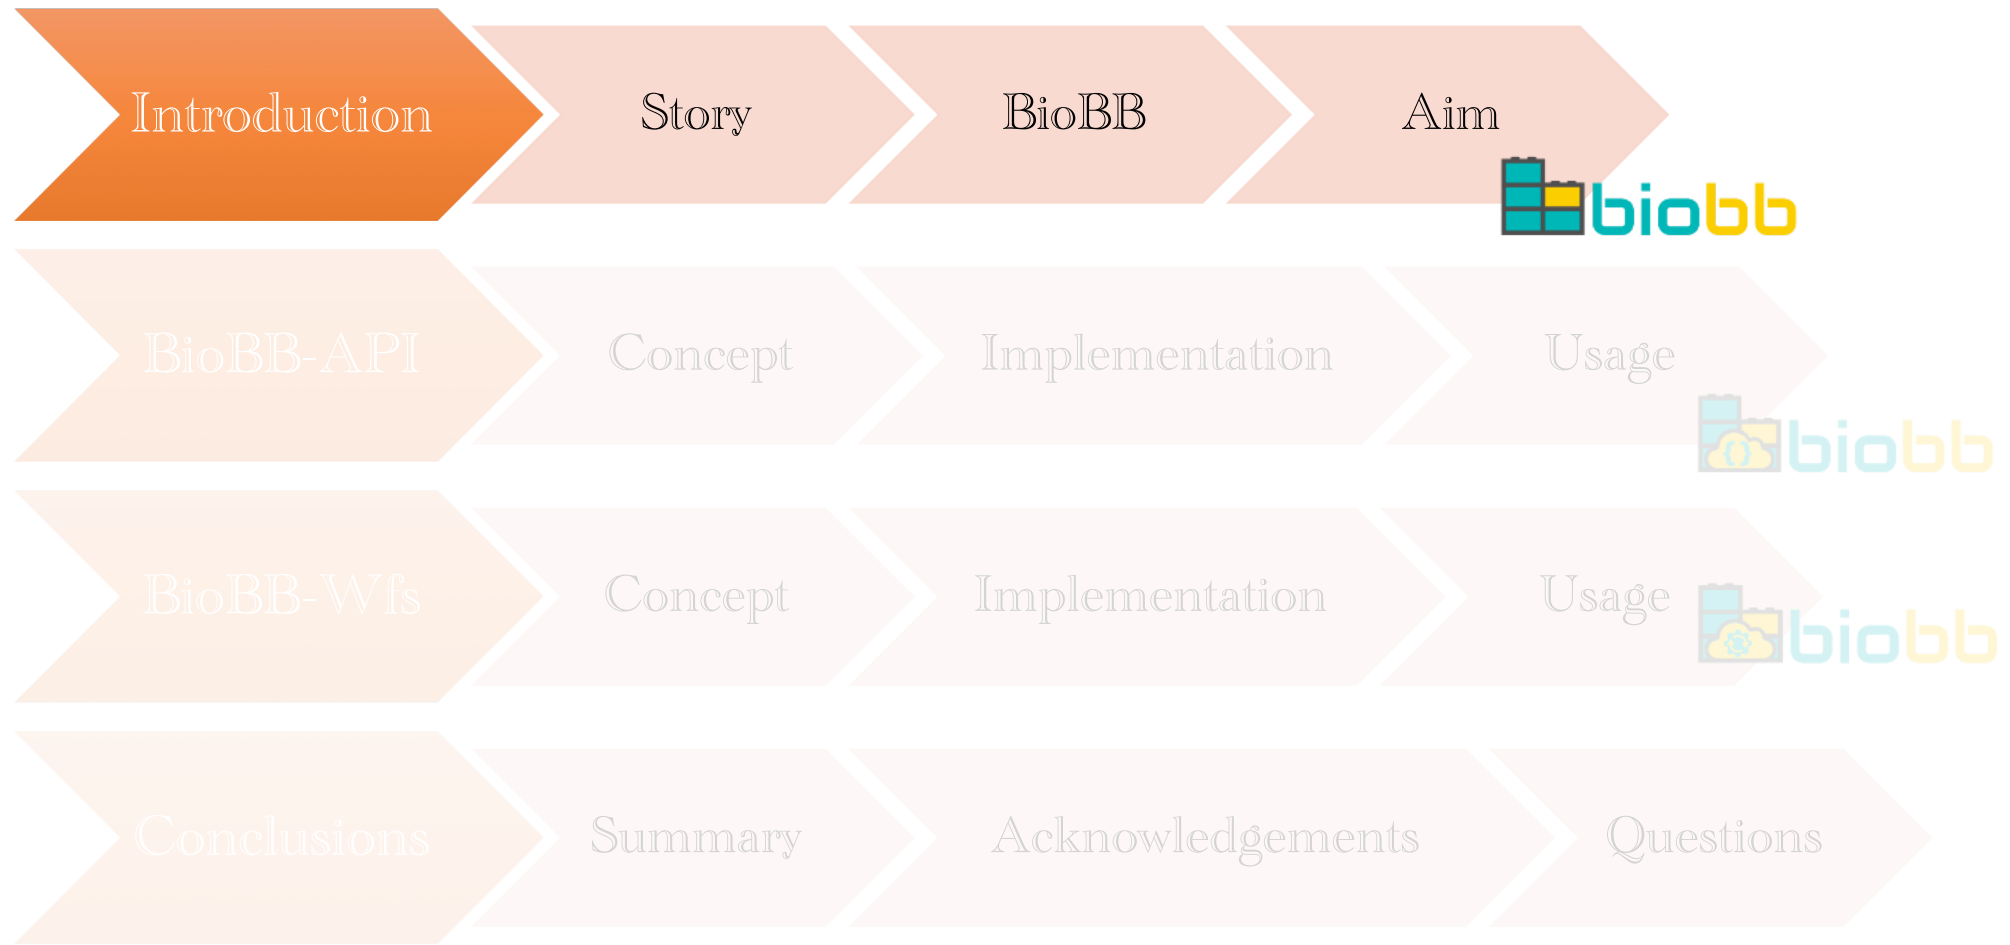 Introduction
Story
BioBB
Aim
biobb
BioBB-API
Concept
Implementation
Usage
biobb
BioBB-Wfs
Concept
Implementation
Usage
biobb
Conclusions
Summary
Acknowledgements
Questions